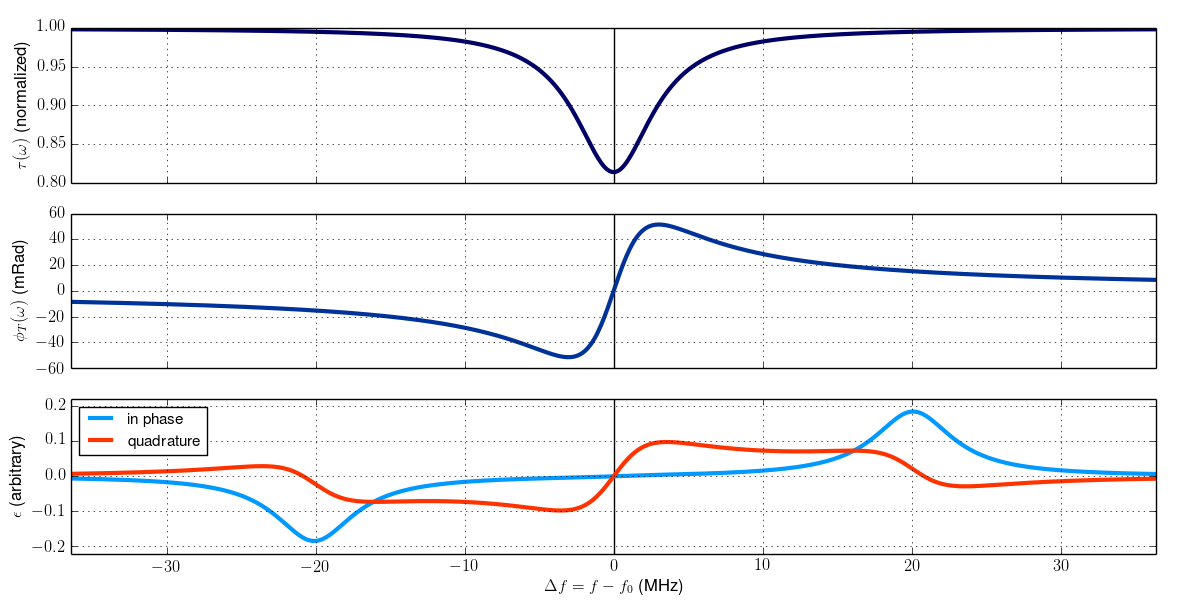 1.00
0.95
0.90
0.85
0.80
τ(ω) (normalized)
60
40
20
0
−20
−40
−60
ϕ_T(ω) (mRad)
0.2
0.1
0.0
−0.1
−0.2
ϵ (arbitrary)
in phase
quadrature
−30 −20 −10 0 10 20 30
Δf = f − f₀ (MHz)